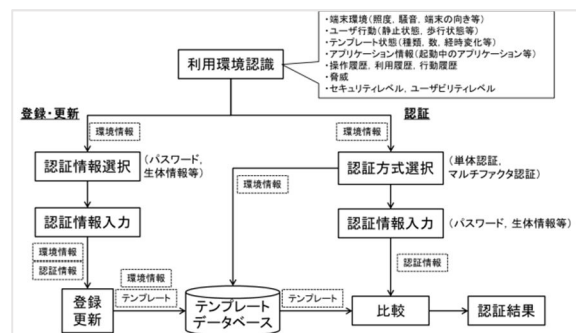 ・端末環境（照度，騒音，端末の向き等）
・ユーザ行動（静止状態，歩行状態等）
・テンプレート状態（種類，数，経時変化等）
・アプリケーション情報（起動中のアプリケーション等）
・操作履歴，利用履歴，行動履歴
・脅威
・セキュリティレベル，ユーザビリティレベル
利用環境認識
登録・更新
認証
環境情報
環境情報
認証情報選択
（パスワード，
生体情報等）
認証方式選択
（単体認証，
マルチファクタ認証）
環境情報
認証情報入力
認証情報入力
（パスワード，生体情報等）
環境情報
認証情報
認証情報
環境情報
テンプレート
登録
更新
テンプレート
データベース
テンプレート
比較
認証結果